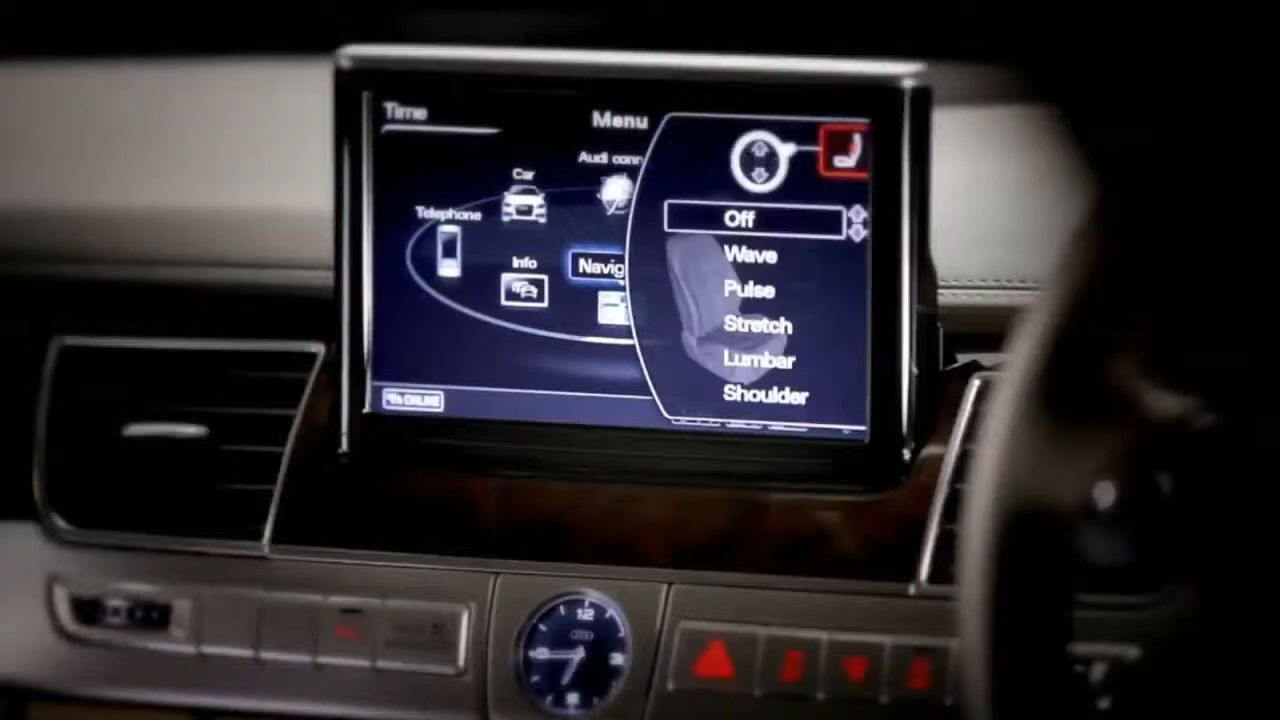 Time
Menu
Audi conn
Car
Telephone
Info
Navig
Off
Wave
Pulse
Stretch
Lumbar
Shoulder
ONLINE
12